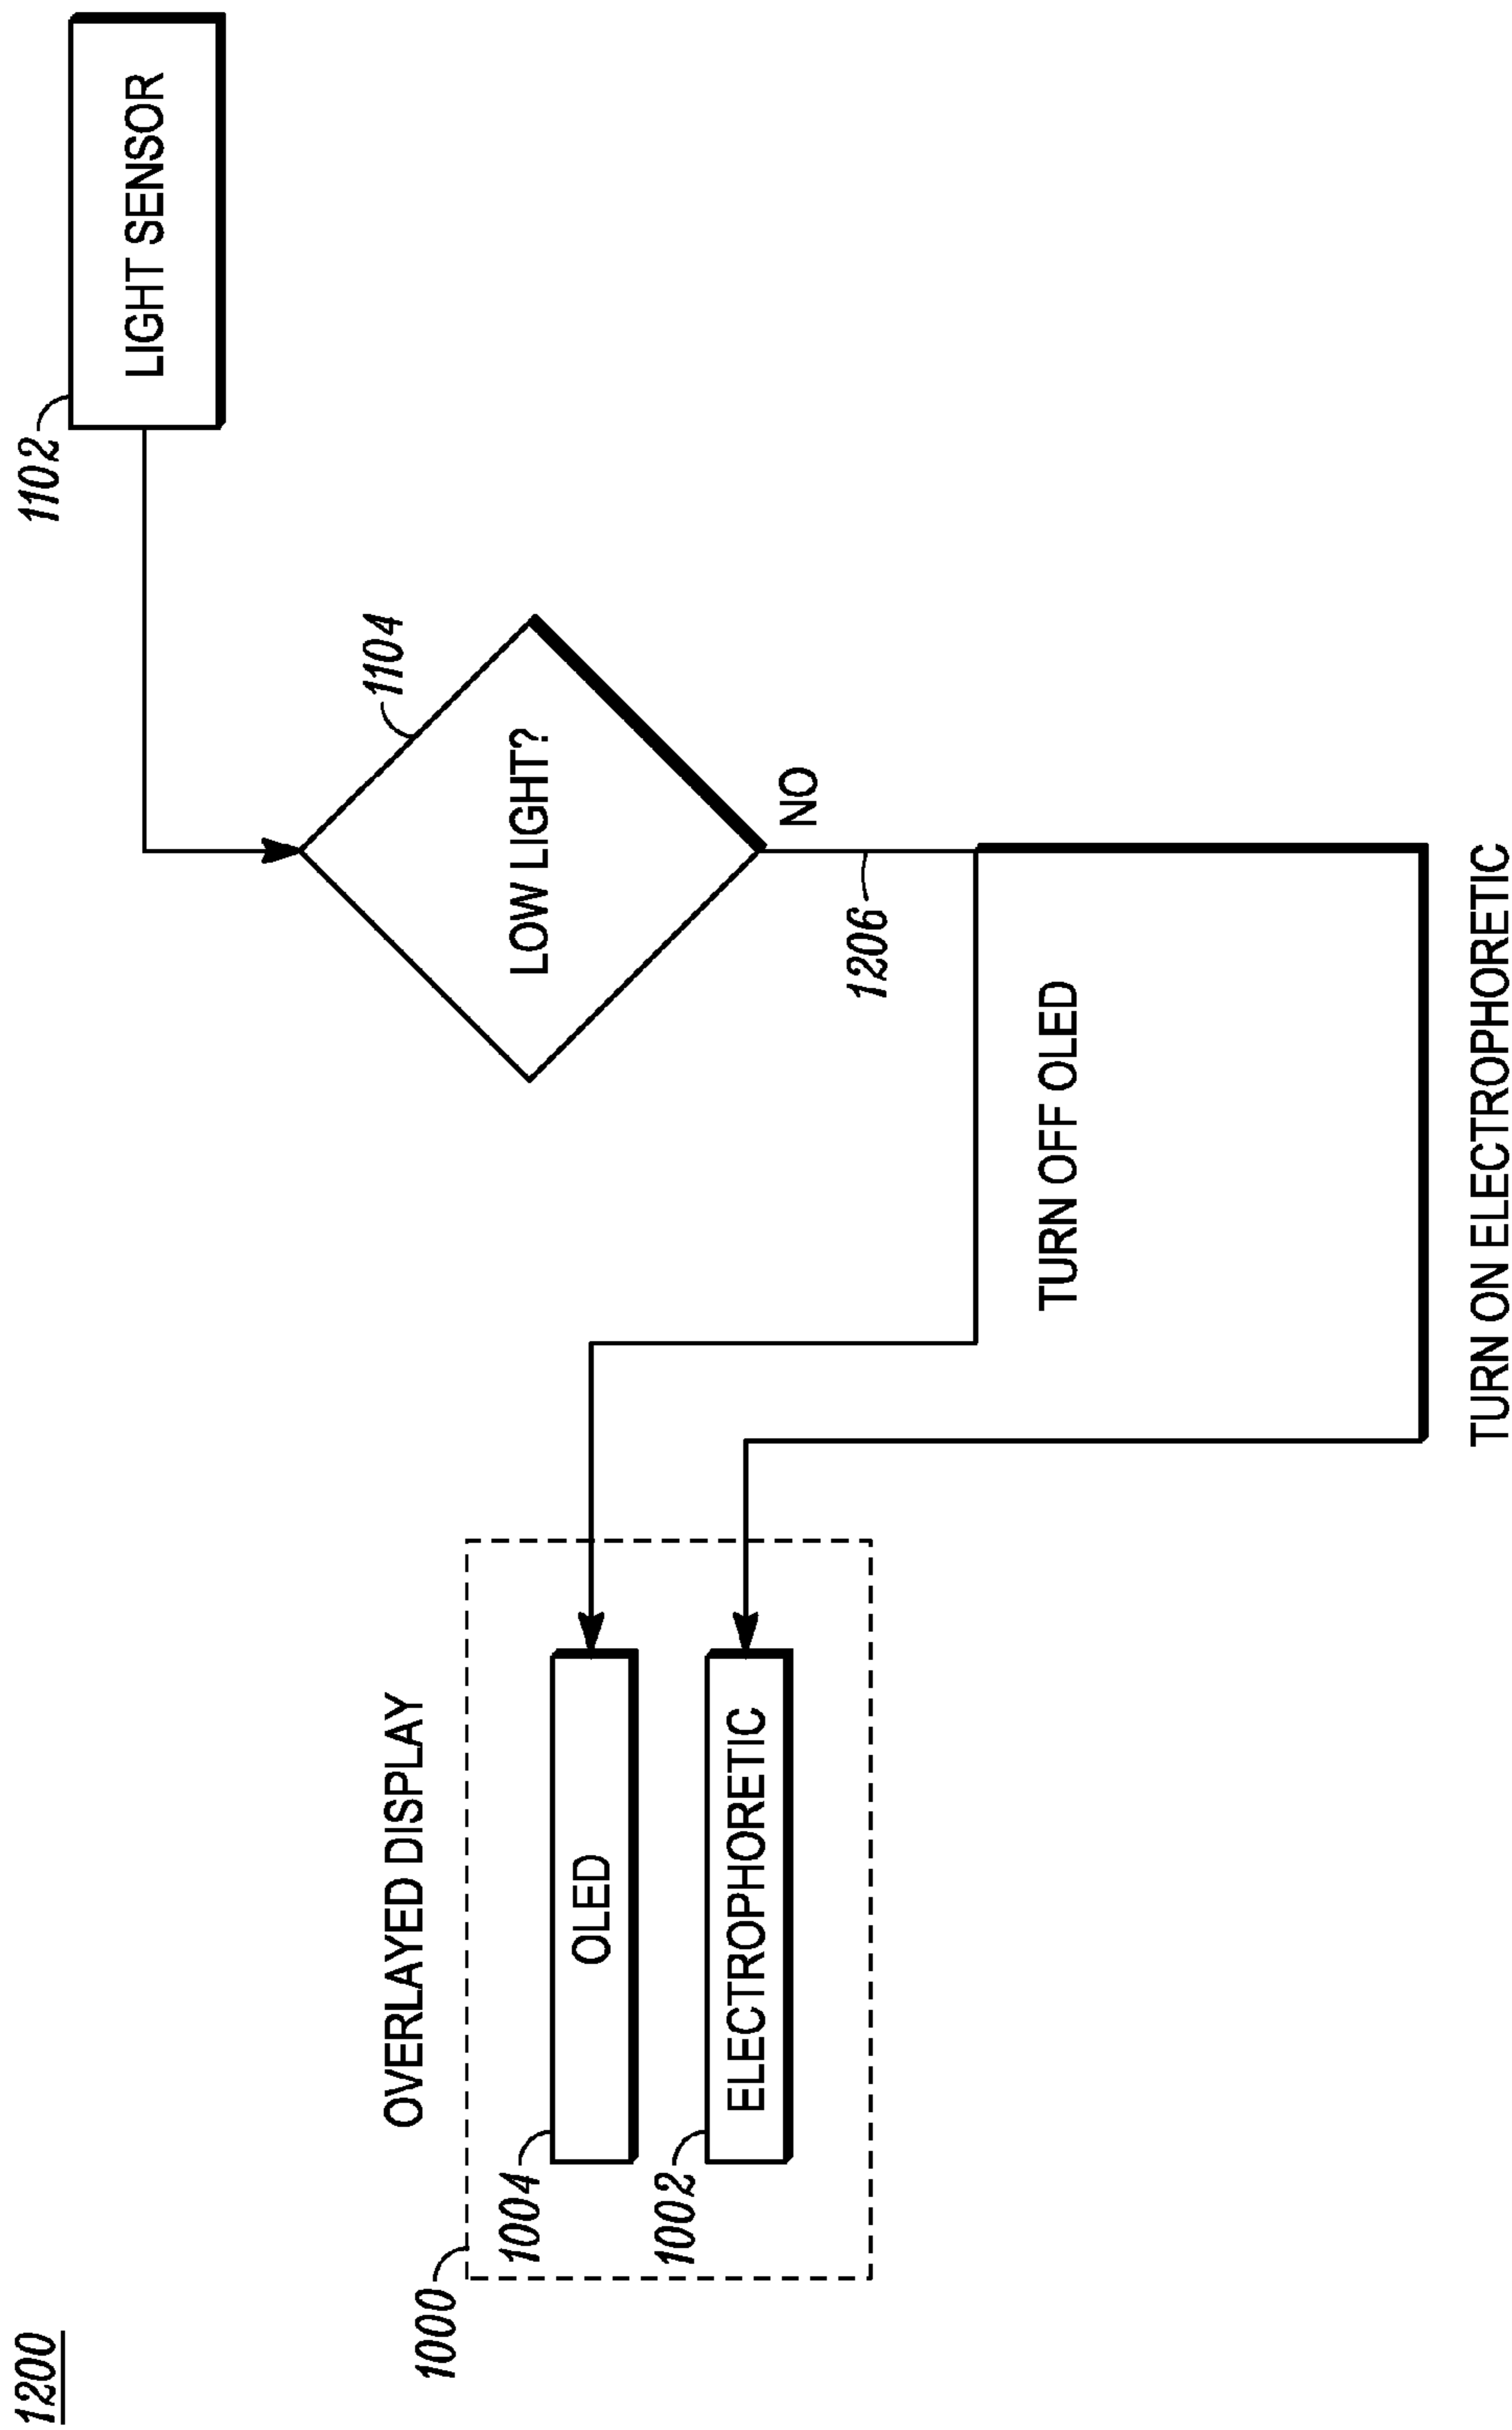 1200
1102
LIGHT SENSOR
1104
LOW LIGHT?
NO
1206
OVERLAYED DISPLAY
1000
1004
OLED
1002
ELECTROPHORETIC
TURN OFF OLED
TURN ON ELECTROPHORETIC